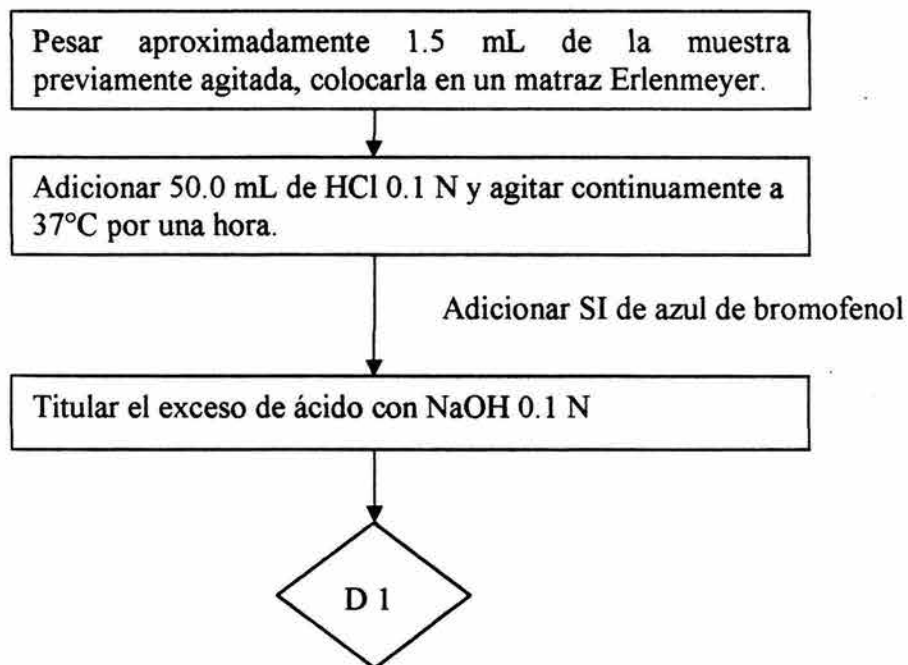 Pesar aproximadamente 1.5 mL de la muestra
previamente agitada, colocarla en un matraz Erlenmeyer.
Adicionar 50.0 mL de HCl 0.1 N y agitar continuamente a
37°C por una hora.
Adicionar SI de azul de bromofenol
Titular el exceso de ácido con NaOH 0.1 N
D 1